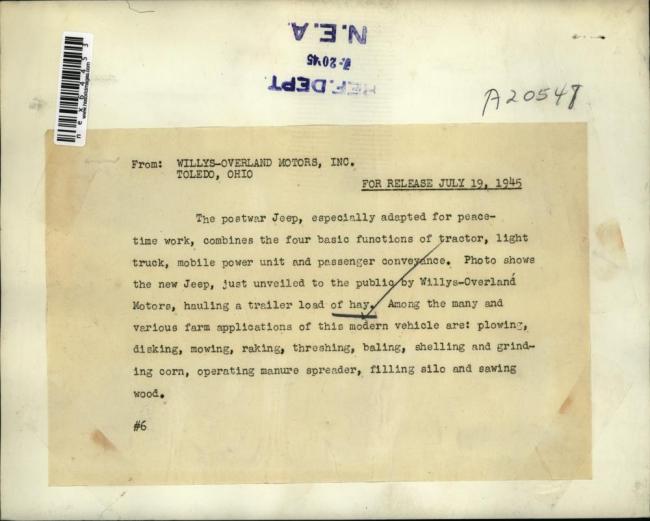 N.E.A
REF. DEPT
A20547
From: WILLYS-OVERLAND MOTORS, INC.
TOLEDO, OHIO
FOR RELEASE JULY 19, 1945
The postwar Jeep, especially adapted for peace-
time work, combines the four basic functions of tractor, light
truck, mobile power unit and passenger conveyance. Photo shows
the new Jeep, just unveiled to the public by Willys-Overland
Motors, hauling a trailer load of hay. Among the many and
various farm applications of this modern vehicle are: plowing,
disking, mowing, raking, threshing, baling, shelling and grind-
ing corn, operating manure spreader, filling silo and sawing
wood.
#6